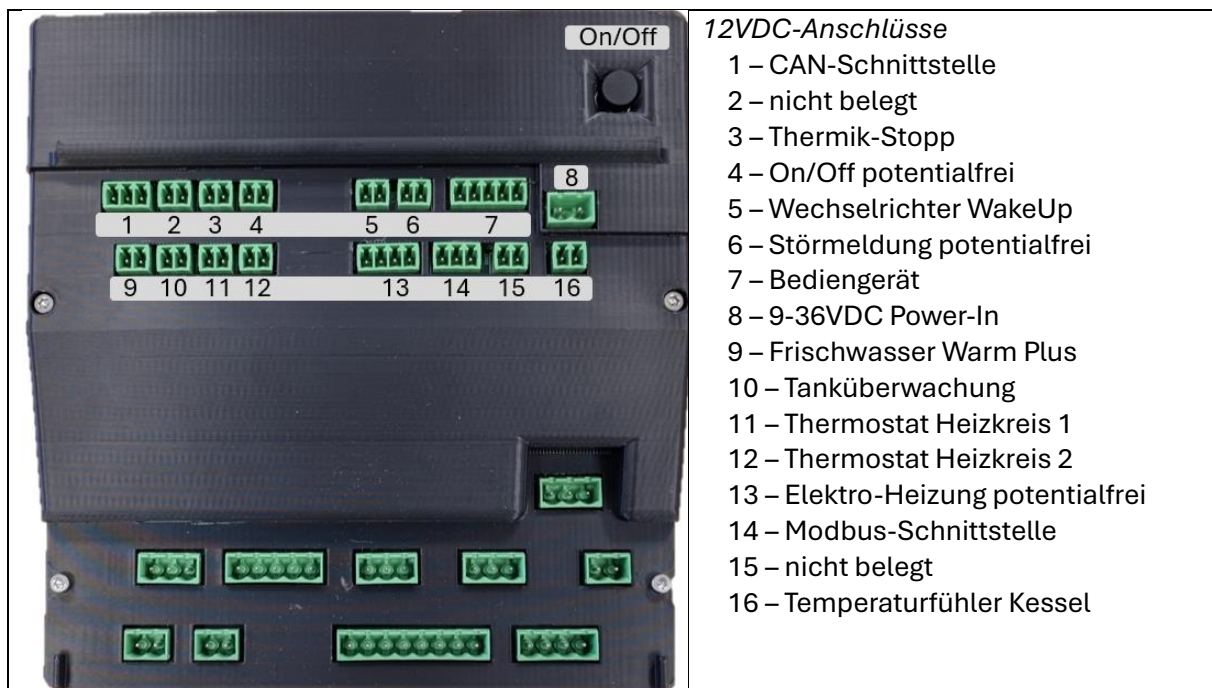 On/Off
8
1 2 3 4 5 6 7
9 10 11 12 13 14 15 16
12VDC-Anschlüsse
1 – CAN-Schnittstelle
2 – nicht belegt
3 – Thermik-Stopp
4 – On/Off potentialfrei
5 – Wechselrichter WakeUp
6 – Störmeldung potentialfrei
7 – Bediengerät
8 – 9-36VDC Power-In
9 – Frischwasser Warm Plus
10 – Tanküberwachung
11 – Thermostat Heizkreis 1
12 – Thermostat Heizkreis 2
13 – Elektro-Heizung potentialfrei
14 – Modbus-Schnittstelle
15 – nicht belegt
16 – Temperaturfühler Kessel